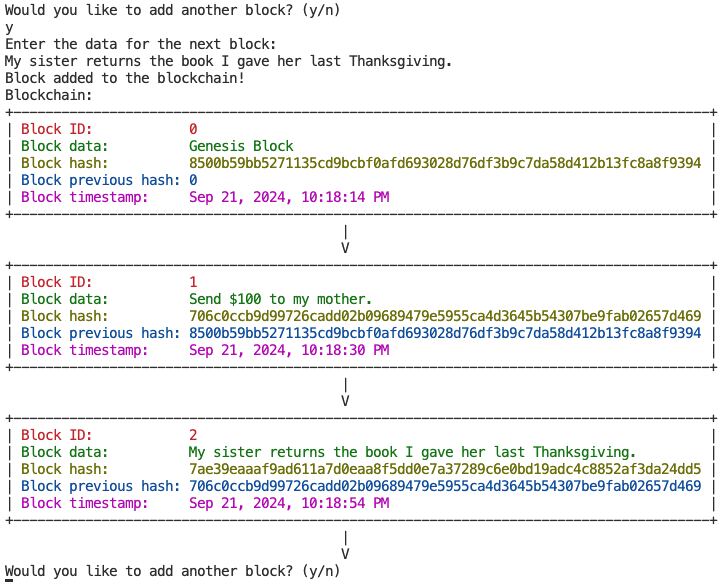 Would you like to add another block? (y/n)
y
Enter the data for the next block:
My sister returns the book I gave her last Thanksgiving.
Block added to the blockchain!
Blockchain:
Block ID: 0
Block data: Genesis Block
Block hash: 8500b59bb5271135cd9bcbf0afd693028d76df3b9c7da58d412b13fc8a8f9394
Block previous hash: 0
Block timestamp: Sep 21, 2024, 10:18:14 PM
V
Block ID: 1
Block data: Send $100 to my mother.
Block hash: 706c0ccb9d99726cadd02b09689479e5955ca4d3645b54307be9fab02657d469
Block previous hash: 8500b59bb5271135cd9bcbf0afd693028d76df3b9c7da58d412b13fc8a8f9394
Block timestamp: Sep 21, 2024, 10:18:30 PM
V
Block ID: 2
Block data: My sister returns the book I gave her last Thanksgiving.
Block hash: 7ae39eaaaf9ad611a7d0eaa8f5dd0e7a37289c6e0bd19adc4c8852af3da24dd5
Block previous hash: 706c0ccb9d99726cadd02b09689479e5955ca4d3645b54307be9fab02657d469
Block timestamp: Sep 21, 2024, 10:18:54 PM
V
Would you like to add another block? (y/n)